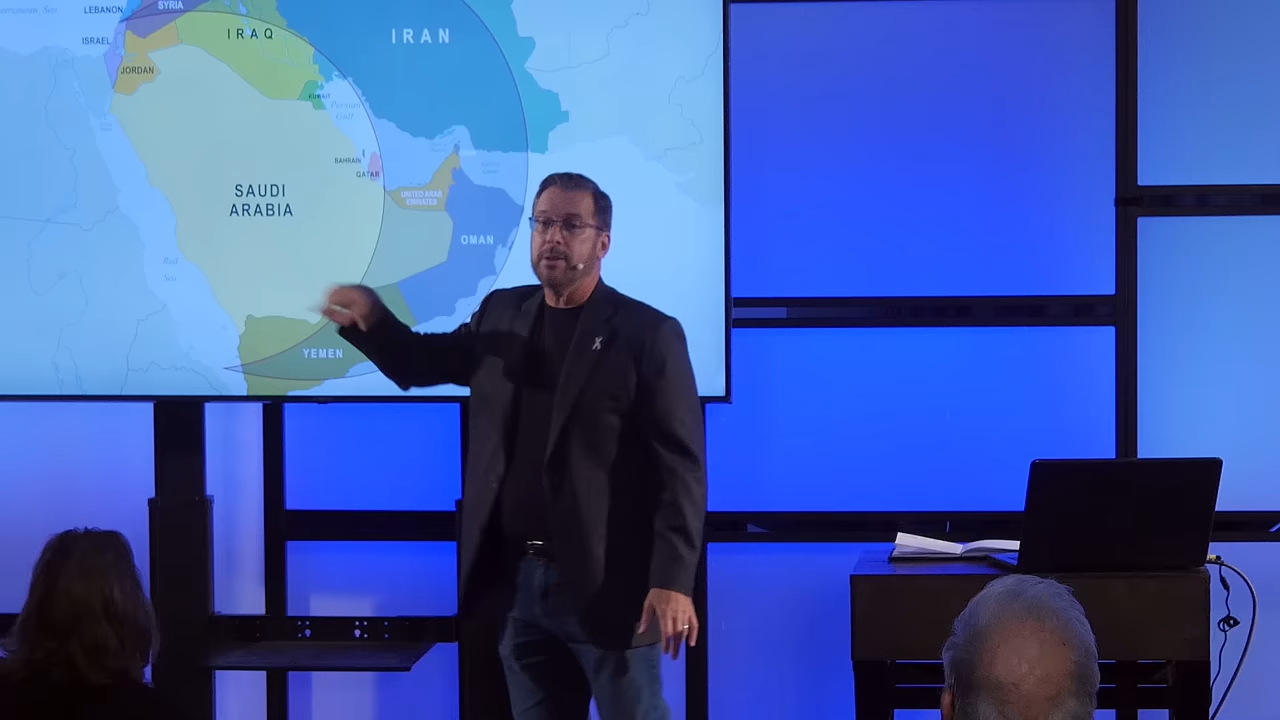 SYRIA
LEBANON
IRAQ
IRAN
ISRAEL
JORDAN
KUWAIT
Persian
Gulf
BAHRAIN
QATAR
SAUDI
ARABIA
UNITED ARAB
EMIRATES
OMAN
Red
Sea
YEMEN